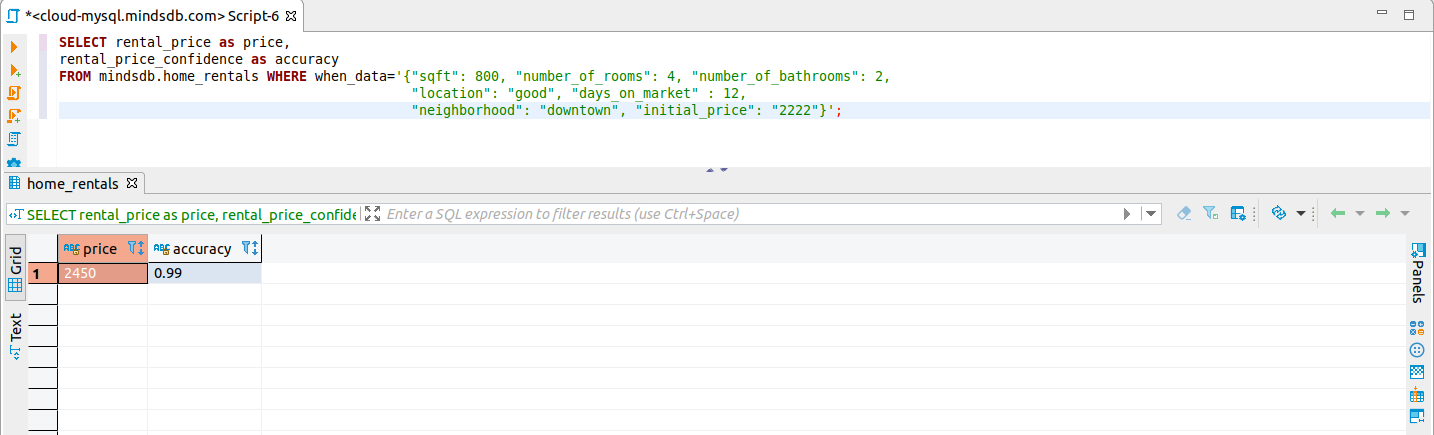 *<cloud-mysql.mindsdb.com> Script-6
SELECT rental_price as price,
rental_price_confidence as accuracy
FROM mindsdb.home_rentals WHERE when_data='{"sqft": 800, "number_of_rooms": 4, "number_of_bathrooms": 2,
"location": "good", "days_on_market" : 12,
"neighborhood": "downtown", "initial_price": "2222"}';
home_rentals
SELECT rental_price as price, rental_price_confide
Enter a SQL expression to filter results (use Ctrl+Space)
Grid
Text
ABC price
ABC accuracy
1 2450 0.99
Panels